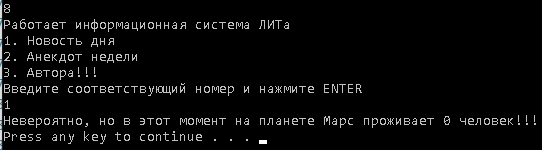 8
Работает информационная система ЛИТа
1. Новость дня
2. Анекдот недели
3. Автора!!!
Введите соответствующий номер и нажмите ENTER
1
Невероятно, но в этот момент на планете Марс проживает 0 человек!!!
Press any key to continue . . .